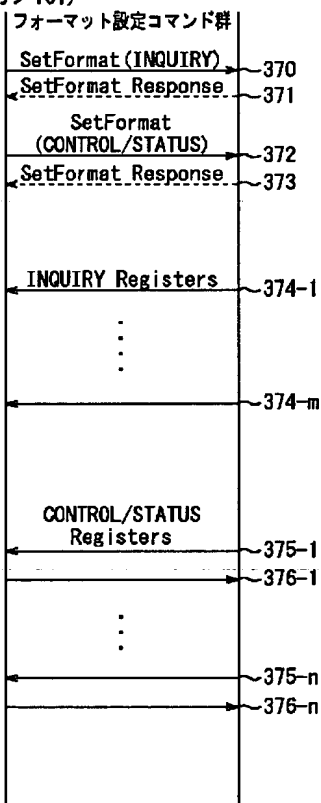 フォーマット設定コマンド群
SetFormat(INQUIRY)
370
SetFormat Response
371
SetFormat
(CONTROL/STATUS)
372
SetFormat Response
373
INQUIRY Registers
374-1
374-m
CONTROL/STATUS
Registers
375-1
376-1
375-n
376-n